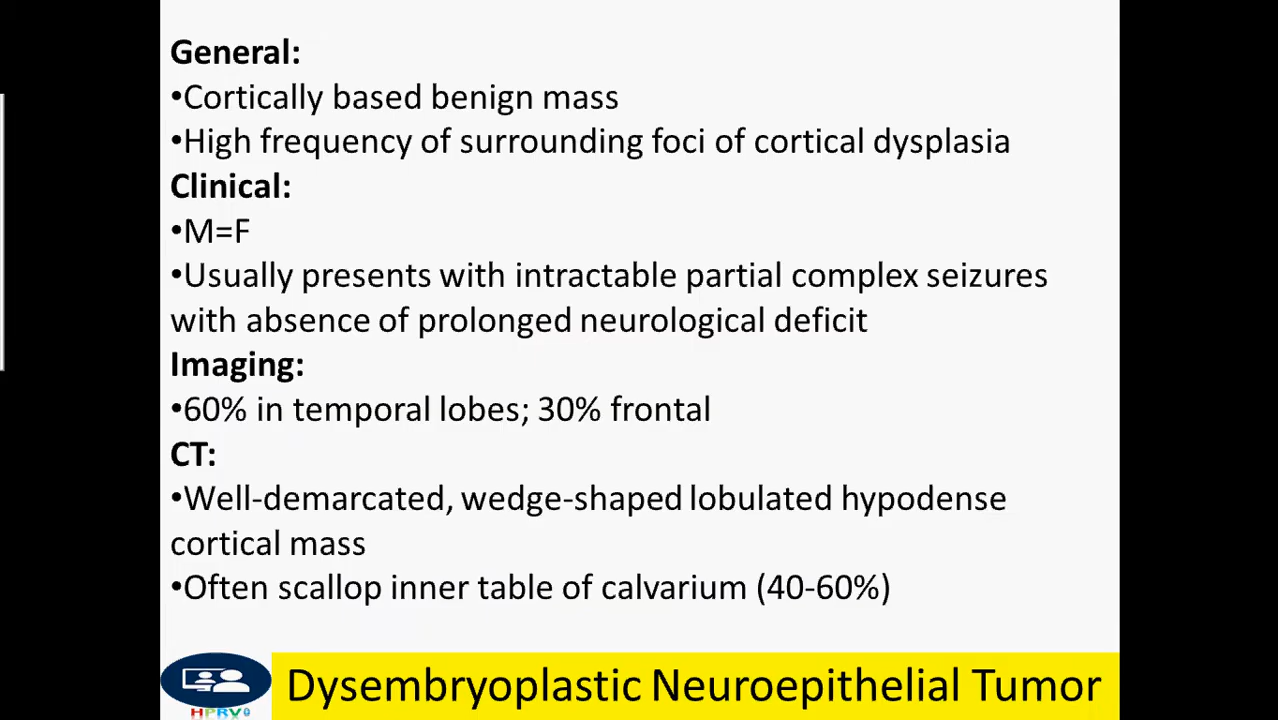 General:
•Cortically based benign mass
•High frequency of surrounding foci of cortical dysplasia
Clinical:
•M=F
•Usually presents with intractable partial complex seizures
with absence of prolonged neurological deficit
Imaging:
•60% in temporal lobes; 30% frontal
CT:
•Well-demarcated, wedge-shaped lobulated hypodense
cortical mass
•Often scallop inner table of calvarium (40-60%)
Dysembryoplastic Neuroepithelial Tumor